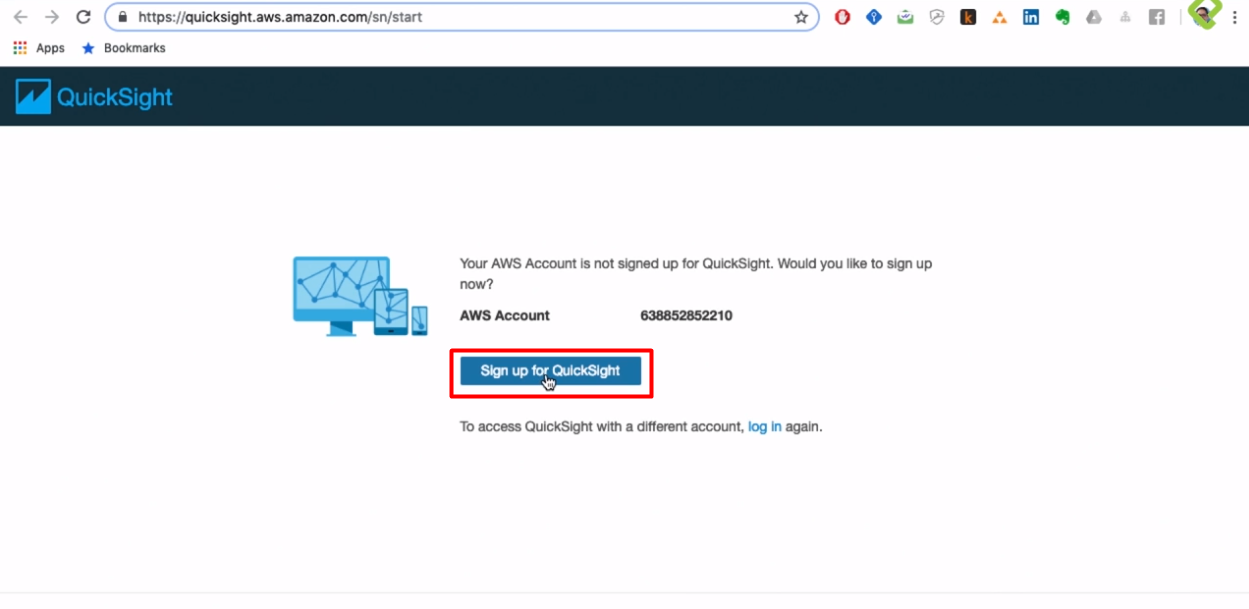 https://quicksight.aws.amazon.com/sn/start
Apps
Bookmarks
QuickSight
Your AWS Account is not signed up for QuickSight. Would you like to sign up
now?
AWS Account 638852852210
Sign up for QuickSight
To access QuickSight with a different account, log in again.